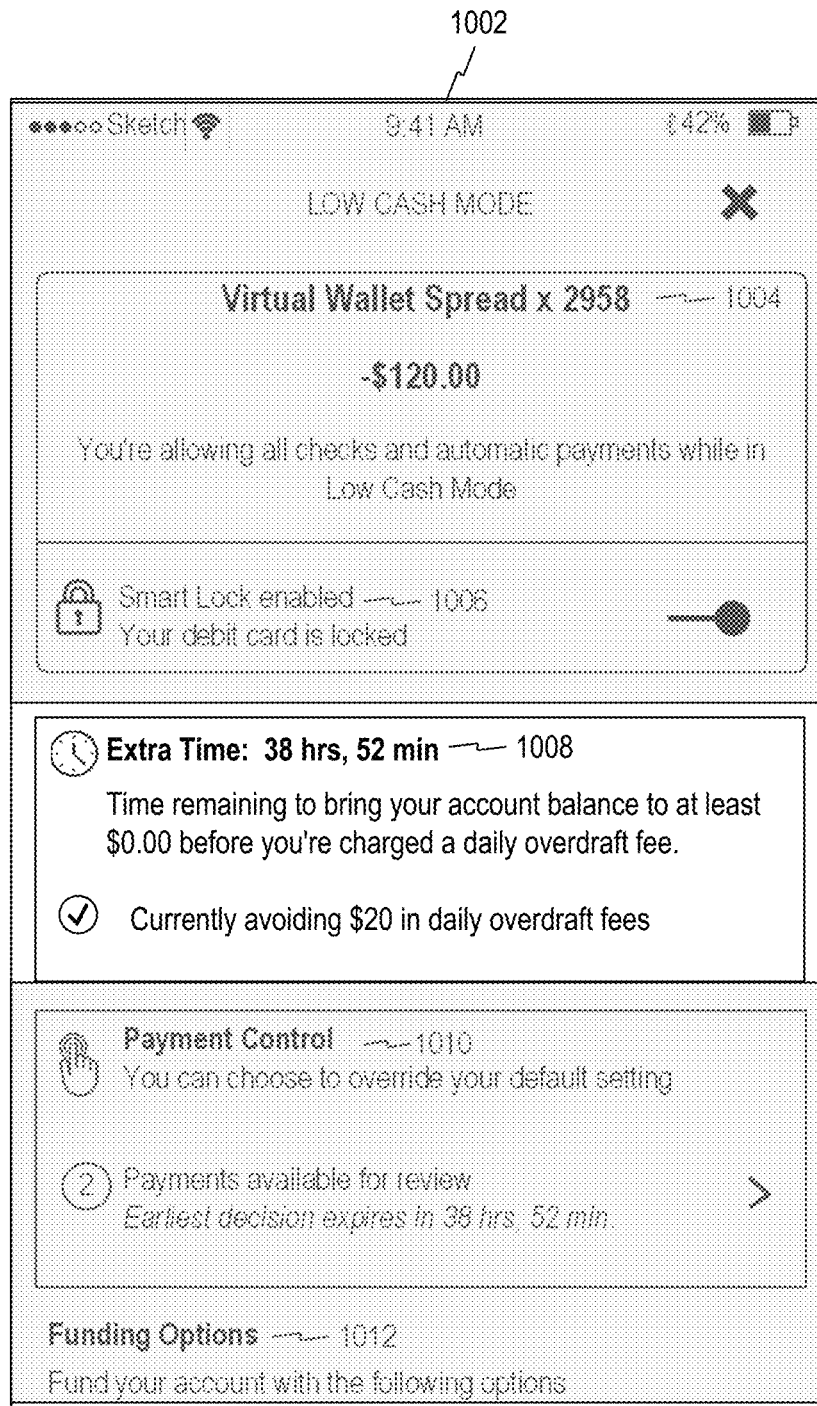 1002
Sketch 9:41 AM 42%
LOW CASH MODE
Virtual Wallet Spread x 2958 1004
-$120.00
You're allowing all checks and automatic payments while in
Low Cash Mode
Smart Lock enabled 1006
Your debit card is locked
Extra Time: 38 hrs, 52 min 1008
Time remaining to bring your account balance to at least
$0.00 before you're charged a daily overdraft fee.
Currently avoiding $20 in daily overdraft fees
Payment Control 1010
You can choose to override your default setting
2 Payments available for review
Earliest decision expires in 38 hrs, 52 min.
Funding Options 1012
Fund your account with the following options